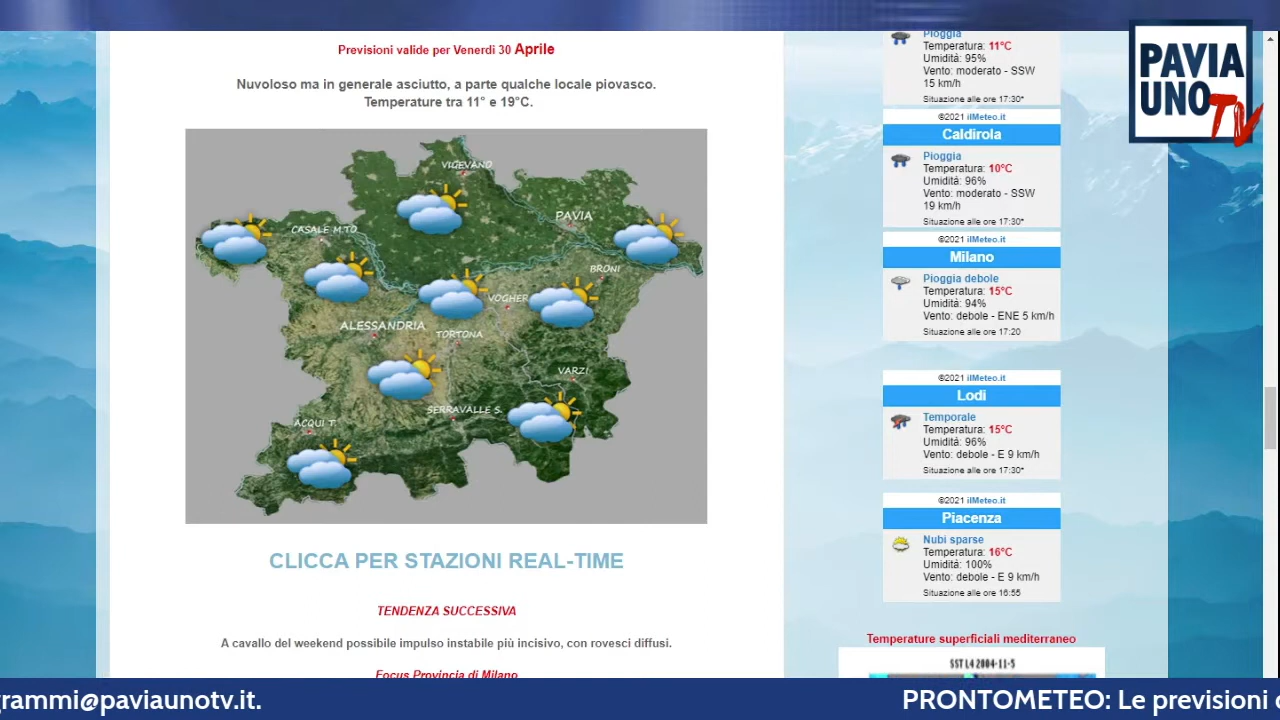 Previsioni valide per Venerdi 30 Aprile
Nuvoloso ma in generale asciutto, a parte qualche locale piovasco.
Temperature tra 11° e 19°C.
VIGEVANO
PAVIA
CASALE M.TO
BRONI
VOGHER
ALESSANDRIA
TORTONA
VARZI
SERRAVALLE S.
ACQUI T.
CLICCA PER STAZIONI REAL-TIME
TENDENZA SUCCESSIVA
A cavallo del weekend possibile impulso instabile più incisivo, con rovesci diffusi.
Focus Provincia di Milano
Pioggia
Temperatura: 11°C
Umidità: 95%
Vento: moderato - SSW
15 km/h
Situazione alle ore 17:30*
©2021 ilMeteo.it
Caldirola
Pioggia
Temperatura: 10°C
Umidità: 96%
Vento: moderato - SSW
19 km/h
Situazione alle ore 17:30*
©2021 ilMeteo.it
Milano
Pioggia debole
Temperatura: 15°C
Umidità: 94%
Vento: debole - ENE 5 km/h
Situazione alle ore 17:20
©2021 ilMeteo.it
Lodi
Temporale
Temperatura: 15°C
Umidità: 96%
Vento: debole - E 9 km/h
Situazione alle ore 17:30*
©2021 ilMeteo.it
Piacenza
Nubi sparse
Temperatura: 16°C
Umidità: 100%
Vento: debole - E 9 km/h
Situazione alle ore 16:55
Temperature superficiali mediterraneo
SST L4 2004-11-5
PAVIA
UNO TV
grammi@paviaunotv.it. PRONTOMETEO: Le previsioni